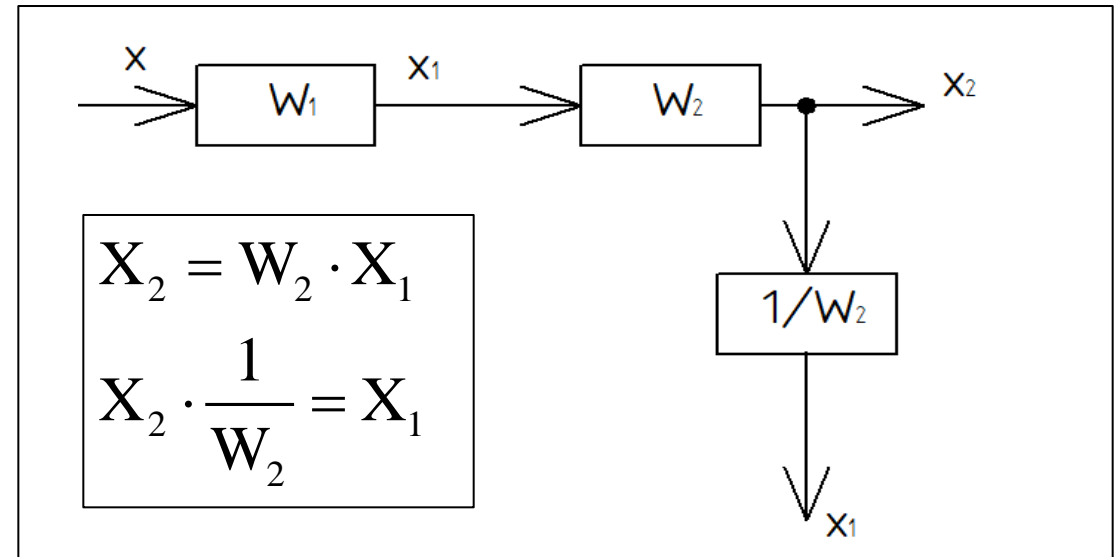 x W₁ x₁ W₂ x₂
X₂ = W₂ · X₁
1/W₂
X₂ · 1/W₂ = X₁
x₁